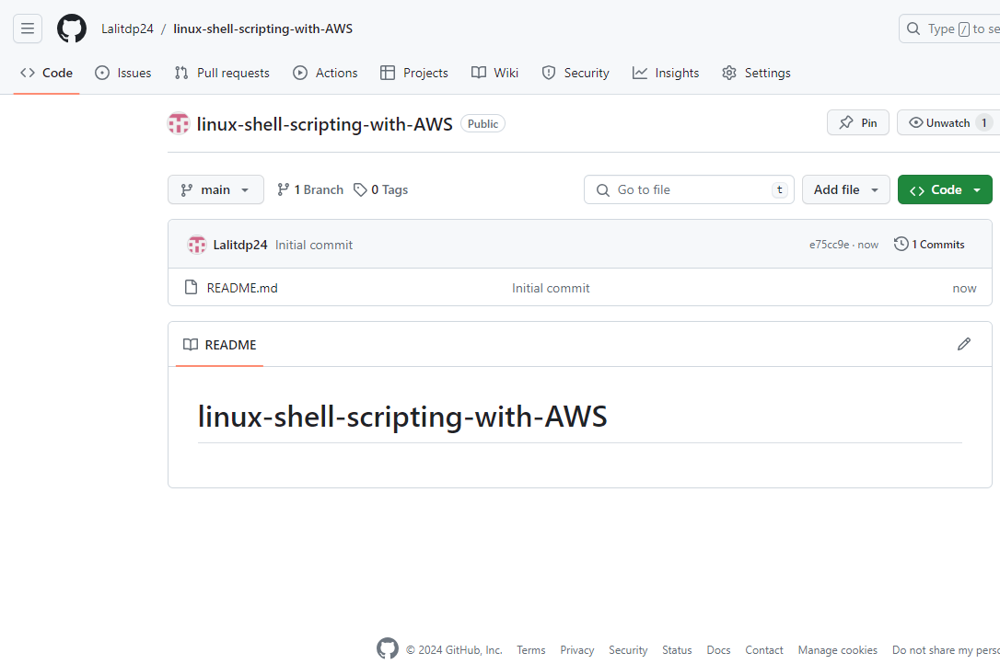 Lalitdp24 / linux-shell-scripting-with-AWS
Type / to se
Code Issues Pull requests Actions Projects Wiki Security Insights Settings
linux-shell-scripting-with-AWS Public
Pin Unwatch 1
main 1 Branch 0 Tags Go to file t Add file Code
Lalitdp24 Initial commit e75cc9e · now 1 Commits
README.md Initial commit now
README
linux-shell-scripting-with-AWS
© 2024 GitHub, Inc. Terms Privacy Security Status Docs Contact Manage cookies Do not share my perso